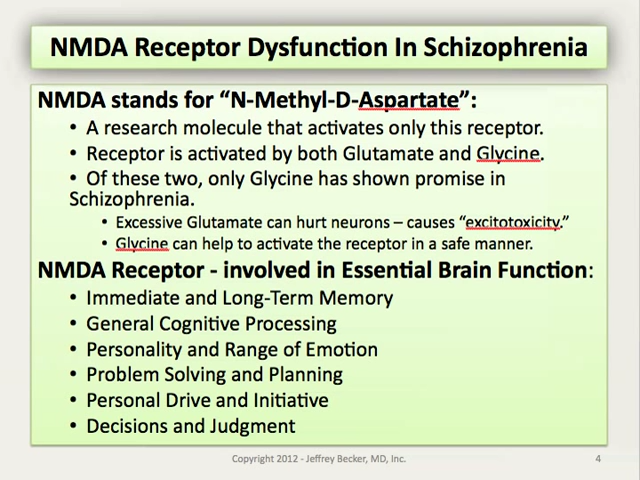 NMDA Receptor Dysfunction In Schizophrenia
NMDA stands for “N-Methyl-D-Aspartate”:
• A research molecule that activates only this receptor.
• Receptor is activated by both Glutamate and Glycine.
• Of these two, only Glycine has shown promise in
Schizophrenia.
• Excessive Glutamate can hurt neurons – causes “excitotoxicity.”
• Glycine can help to activate the receptor in a safe manner.
NMDA Receptor - involved in Essential Brain Function:
• Immediate and Long-Term Memory
• General Cognitive Processing
• Personality and Range of Emotion
• Problem Solving and Planning
• Personal Drive and Initiative
• Decisions and Judgment
Copyright 2012 - Jeffrey Becker, MD, Inc.
4